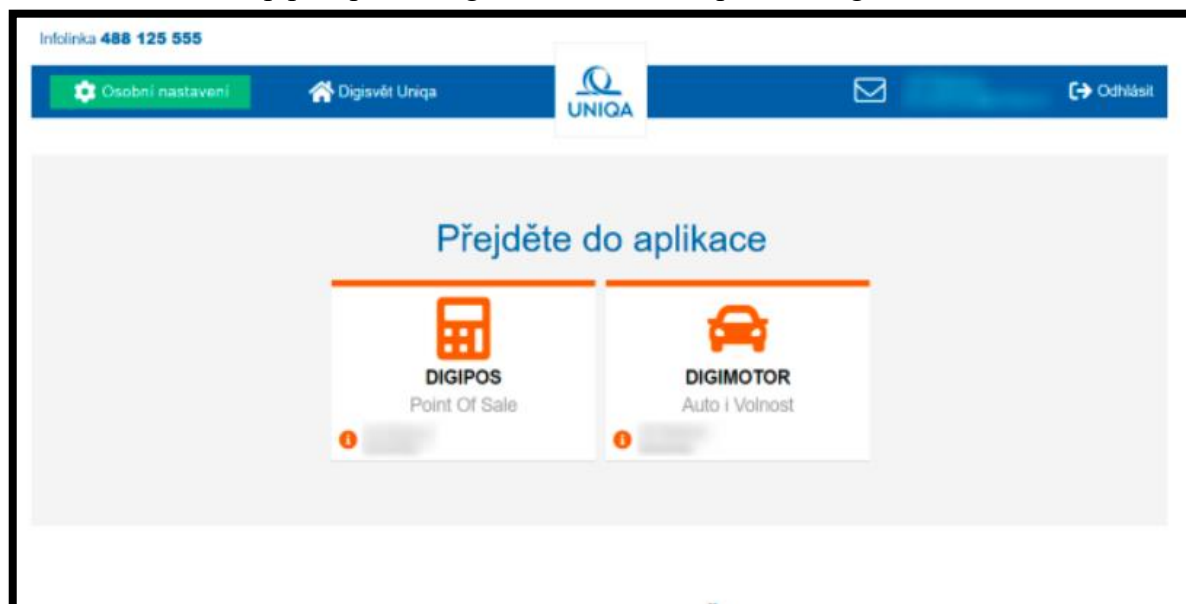 Infolinka 488 125 555
Osobní nastavení
Digisvět Uniqa
UNIQA
Odhlásit
Přejděte do aplikace
DIGIPOS
Point Of Sale
DIGIMOTOR
Auto i Volnost